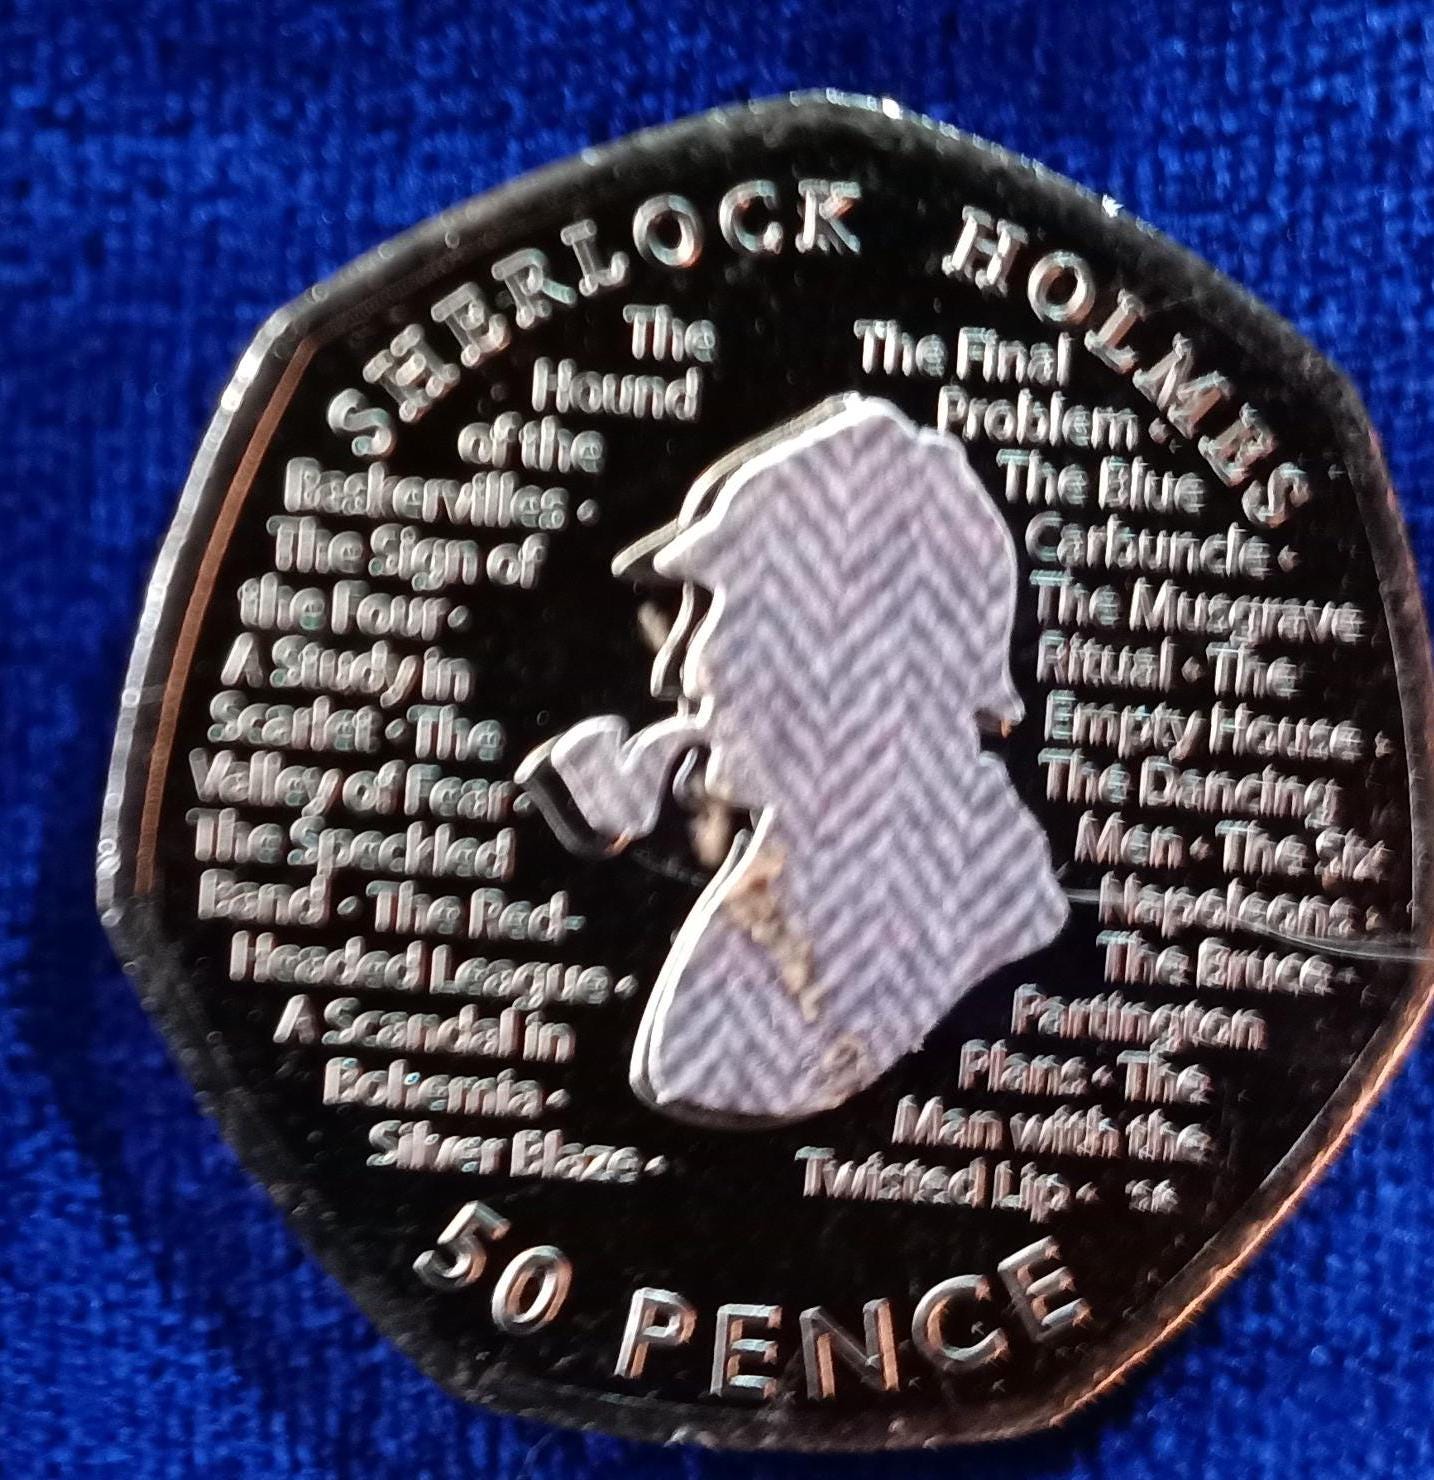 SHERLOCK HOLMES
The
Hound
of the
Baskervilles ·
The Sign of
the Four ·
A Study in
Scarlet · The
Valley of Fear ·
The Speckled
Band · The Red-
Headed League ·
A Scandal in
Bohemia ·
Silver Blaze ·
The Final
Problem ·
The Blue
Carbuncle ·
The Musgrave
Ritual · The
Empty House ·
The Dancing
Men · The Six
Napoleons ·
The Bruce-
Partington
Plans · The
Man with the
Twisted Lip ·
50 PENCE